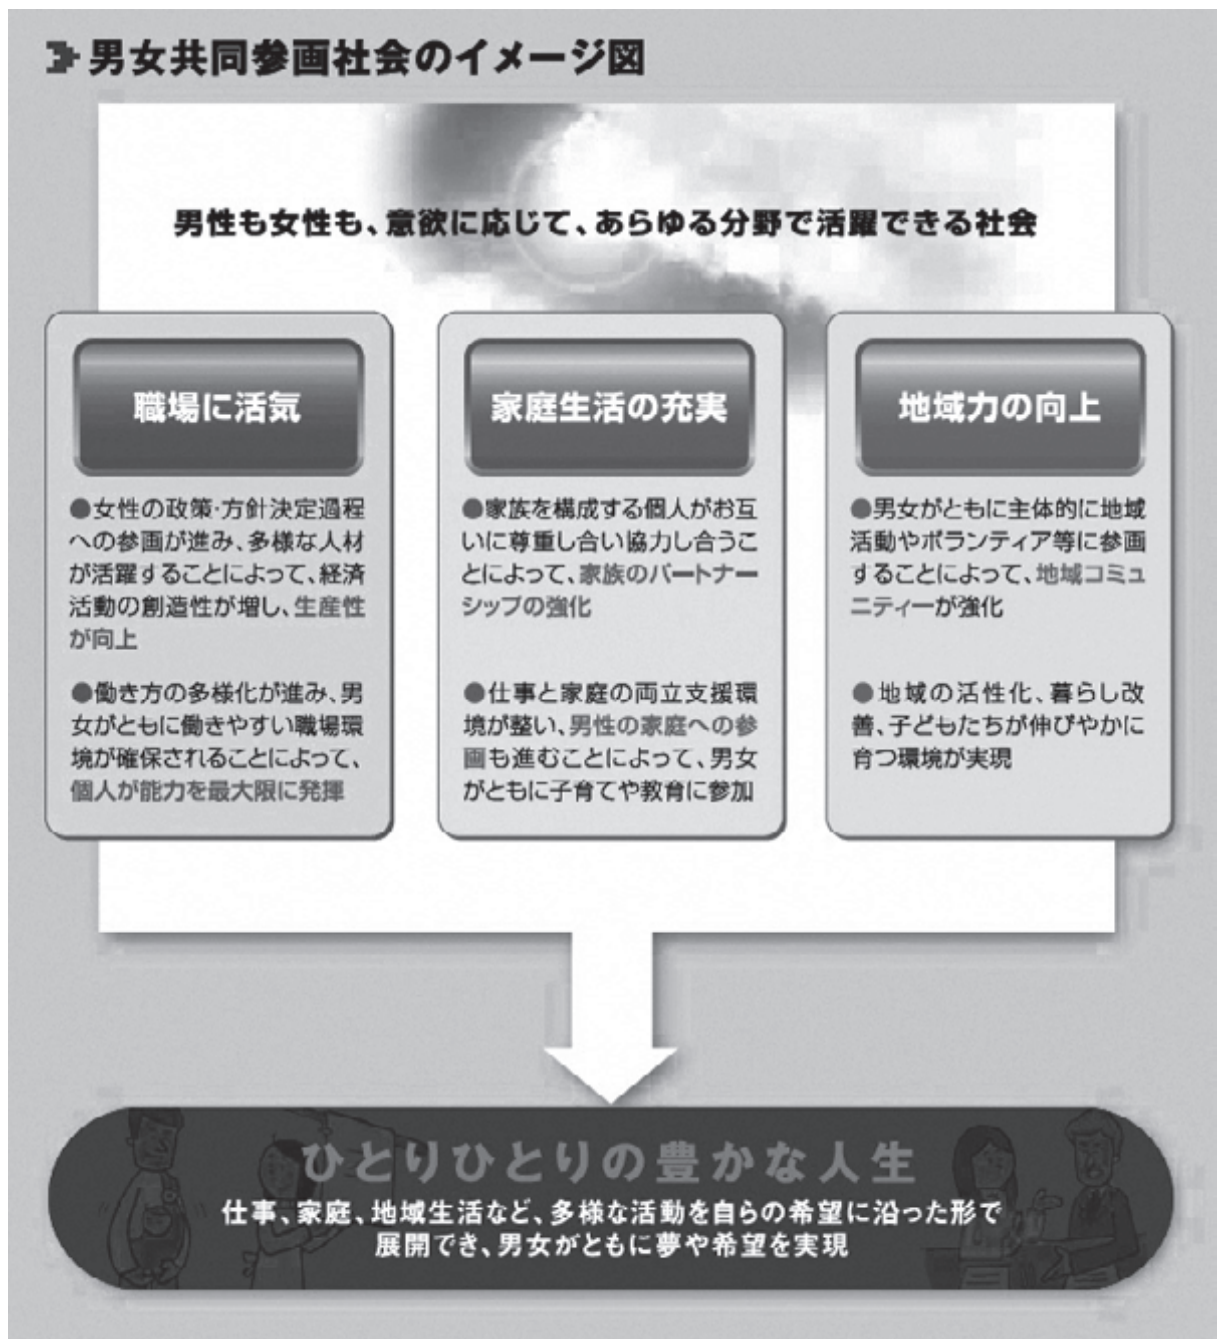 男女共同参画社会のイメージ図
男性も女性も、意欲に応じて、あらゆる分野で活躍できる社会
職場に活気
●女性の政策・方針決定過程
への参画が進み、多様な人材
が活躍することによって、経済
活動の創造性が増し、生産性
が向上
●働き方の多様化が進み、男
女がともに働きやすい職場環
境が確保されることによって、
個人が能力を最大限に発揮
家庭生活の充実
●家族を構成する個人がお互
いに尊重し合い協力し合うこ
とによって、家族のパートナー
シップの強化
●仕事と家庭の両立支援環
境が整い、男性の家庭への参
画も進むことによって、男女
がともに子育てや教育に参加
地域力の向上
●男女がともに主体的に地域
活動やボランティア等に参画
することによって、地域コミュ
ニティーが強化
●地域の活性化、暮らし改
善、子どもたちが伸びやかに
育つ環境が実現
ひとりひとりの豊かな人生
仕事、家庭、地域生活など、多様な活動を自らの希望に沿った形で
展開でき、男女がともに夢や希望を実現